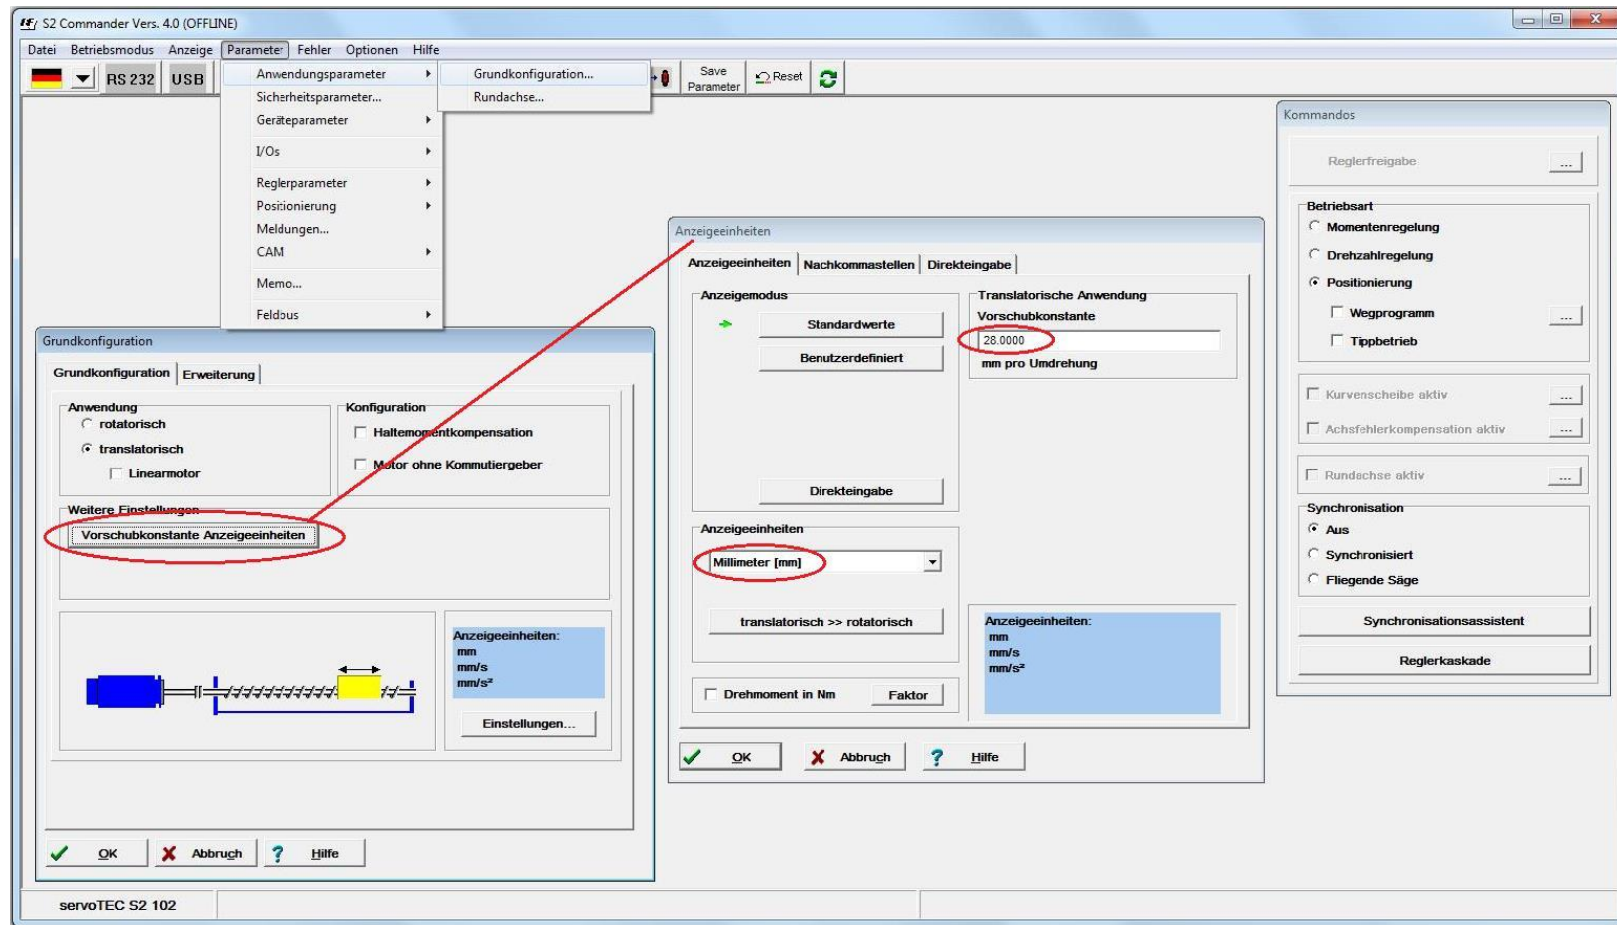 S2 Commander Vers. 4.0 (OFFLINE)
Datei Betriebsmodus Anzeige Parameter Fehler Optionen Hilfe
RS 232 USB
Save Parameter
Reset
Anwendungsparameter
Sicherheitsparameter...
Geräteparameter
I/Os
Reglerparameter
Positionierung
Meldungen...
CAM
Memo...
Feldbus
Grundkonfiguration...
Rundachse...
Grundkonfiguration
Grundkonfiguration Erweiterung
Anwendung
rotatorisch
translatorisch
Linearmotor
Konfiguration
Haltemomentkompensation
Motor ohne Kommutiergeber
Weitere Einstellungen
Vorschubkonstante Anzeigeeinheiten
Anzeigeeinheiten:
mm
mm/s
mm/s²
Einstellungen...
OK Abbruch Hilfe
Anzeigeeinheiten
Anzeigeeinheiten Nachkommastellen Direkteingabe
Anzeigemodus
Standardwerte
Benutzerdefiniert
Direkteingabe
Translatorische Anwendung
Vorschubkonstante
28.0000
mm pro Umdrehung
Anzeigeeinheiten
Millimeter [mm]
translatorisch >> rotatorisch
Drehmoment in Nm Faktor
Anzeigeeinheiten:
mm
mm/s
mm/s²
OK Abbruch Hilfe
Kommandos
Reglerfreigabe ...
Betriebsart
Momentenregelung
Drehzahlregelung
Positionierung
Wegprogramm ...
Tippbetrieb
Kurvenscheibe aktiv ...
Achsfehlerkompensation aktiv ...
Rundachse aktiv ...
Synchronisation
Aus
Synchronisiert
Fliegende Säge
Synchronisationsassistent
Reglerkaskade
servoTEC S2 102